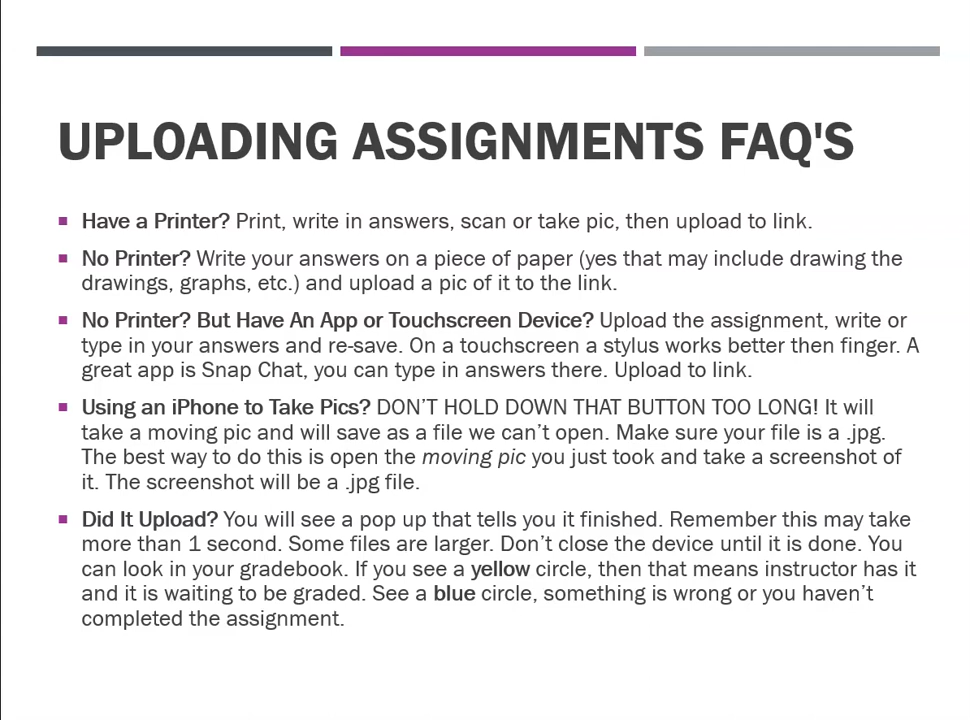 UPLOADING ASSIGNMENTS FAQ'S
Have a Printer? Print, write in answers, scan or take pic, then upload to link.
No Printer? Write your answers on a piece of paper (yes that may include drawing the
drawings, graphs, etc.) and upload a pic of it to the link.
No Printer? But Have An App or Touchscreen Device? Upload the assignment, write or
type in your answers and re-save. On a touchscreen a stylus works better then finger. A
great app is Snap Chat, you can type in answers there. Upload to link.
Using an iPhone to Take Pics? DON'T HOLD DOWN THAT BUTTON TOO LONG! It will
take a moving pic and will save as a file we can't open. Make sure your file is a .jpg.
The best way to do this is open the moving pic you just took and take a screenshot of
it. The screenshot will be a .jpg file.
Did It Upload? You will see a pop up that tells you it finished. Remember this may take
more than 1 second. Some files are larger. Don't close the device until it is done. You
can look in your gradebook. If you see a yellow circle, then that means instructor has it
and it is waiting to be graded. See a blue circle, something is wrong or you haven't
completed the assignment.